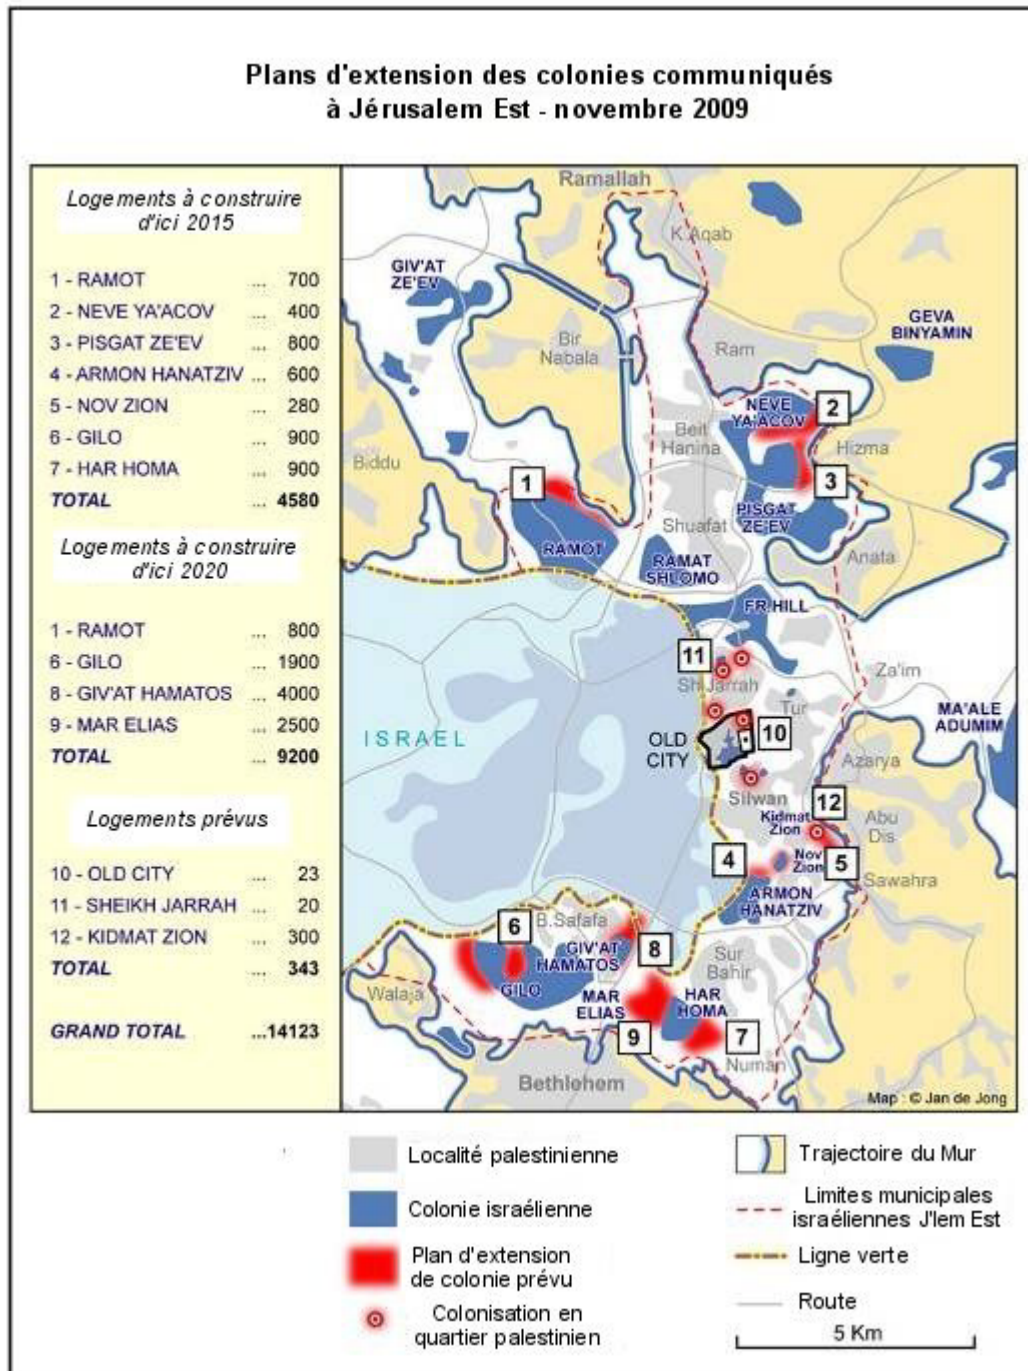 Plans d'extension des colonies communiqués
à Jérusalem Est - novembre 2009
Logements à construire
d'ici 2015
1 - RAMOT ... 700
2 - NEVE YA'ACOV ... 400
3 - PISGAT ZE'EV ... 800
4 - ARMON HANATZIV ... 600
5 - NOV ZION ... 280
6 - GILO ... 900
7 - HAR HOMA ... 900
TOTAL ... 4580
Logements à construire
d'ici 2020
1 - RAMOT ... 800
6 - GILO ... 1900
8 - GIV'AT HAMATOS ... 4000
9 - MAR ELIAS ... 2500
TOTAL ... 9200
Logements prévus
10 - OLD CITY ... 23
11 - SHEIKH JARRAH ... 20
12 - KIDMAT ZION ... 300
TOTAL ... 343
GRAND TOTAL ...14123
Ramallah
K.Aqab
GIV'AT
ZE'EV
GEVA
BINYAMIN
Bir
Nabala
Ram
NEVE
YA'ACOV
2
Beit
Hanina
Hizma
Biddu
1
3
PISGAT
ZE'EV
Shuafat
RAMOT
RAMAT
SHLOMO
Anata
FR.HILL
11
Sh.Jarrah
Za'im
Tur
MA'ALE
ADUMIM
ISRAEL
OLD
CITY
10
Azarya
Silwan
12
Kidmat
Zion
Abu
Dis
4
Nov
Zion
5
Sawahra
ARMON
HANATZIV
6
B.Safafa
GIV'AT
HAMATOS
8
Sur
Bahir
GILO
Walaja
MAR
ELIAS
HAR
HOMA
9
7
Numan
Bethlehem
Map : © Jan de Jong
Localité palestinienne
Colonie israélienne
Plan d'extension
de colonie prévu
Colonisation en
quartier palestinien
Trajectoire du Mur
Limites municipales
israéliennes J'lem Est
Ligne verte
Route
5 Km